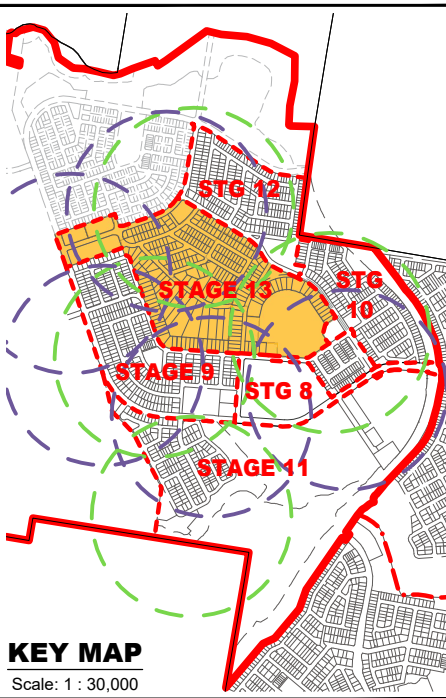 STG 12
STAGE 13
STG
10
STAGE 9
STG 8
STAGE 11
KEY MAP
Scale: 1 : 30,000